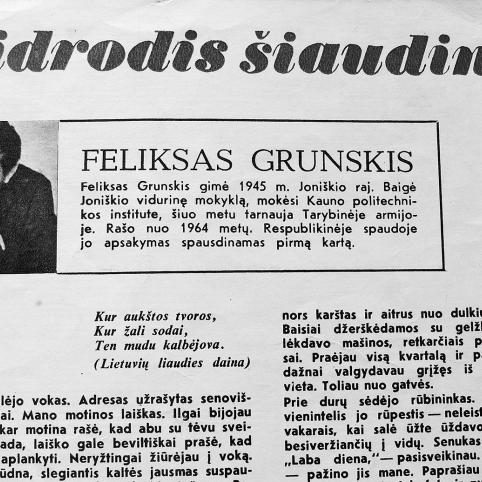 idrodis šiaudin
FELIKSAS GRUNSKIS
Feliksas Grunskis gimė 1945 m. Joniškio raj. Baigė
Joniškio vidurinę mokyklą, mokėsi Kauno politechni-
kos institute, šiuo metu tarnauja Tarybinėje armijo-
je. Rašo nuo 1964 metų. Respublikinėje spaudoje
jo apsakymas spausdinamas pirmą kartą.
Kur aukštos tvoros,
Kur žali sodai,
Ten mudu kalbėjova.
(Lietuvių liaudies daina)
lėjo vokas. Adresas užrašytas senoviš-
ai. Mano motinos laiškas. Ilgai bijojau
kar motina rašė, kad abu su tėvu svei-
ada, laiško gale beviltiškai prašė, kad
aplankyti. Neryžtingai žiūrėjau į voką.
ūdna, slegiantis kaltės jausmas suspau-
nors karštas ir aitrus nuo dulkių
Baisiai džerškėdamos su gelž
lėkdavo mašinos, retkarčiais p
sai. Praėjau visą kvartalą ir p
dažnai valgydavau grįžęs iš
vieta. Toliau nuo gatvės.
Prie durų sėdėjo rūbininkas.
vienintelis jo rūpestis — neleist
vakarais, kai salė ūžte ūždavo
besiveržiančių į vidų. Senukas
„Laba diena,"— pasisveikinau.
— pažino jis mane. Paprašiau